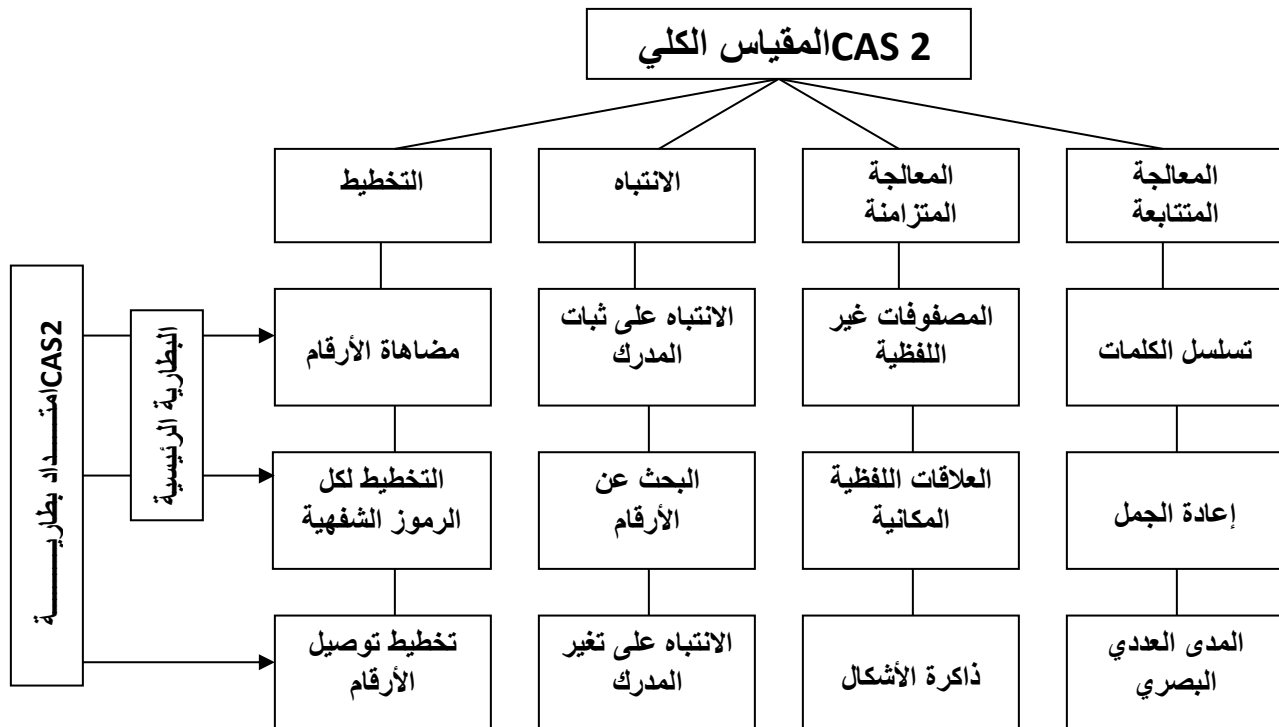 المقياس الكلي CAS 2
المعالجة
المتتابعة
المعالجة
المتزامنة
الانتباه
التخطيط
تسلسل الكلمات
المصفوفات غير
اللفظية
الانتباه على ثبات
المدرك
مضاهاة الأرقام
إعادة الجمل
العلاقات اللفظية
المكانية
البحث عن
الأرقام
التخطيط لكل
الرموز الشفهية
المدى العددي
البصري
ذاكرة الأشكال
الانتباه على تغير
المدرك
تخطيط توصيل
الأرقام
البطارية الرئيسية
امتـــداد بطاريـــــة CAS2